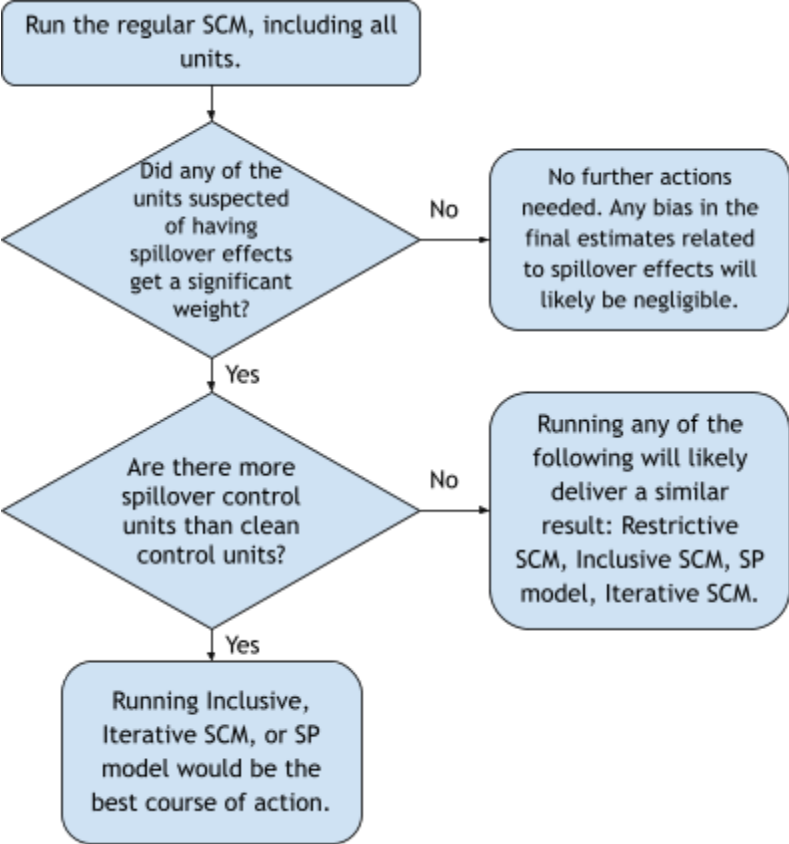 Run the regular SCM, including all
units.
Did any of the
units suspected
of having
spillover effects
get a significant
weight?
No
No further actions
needed. Any bias in the
final estimates related
to spillover effects will
likely be negligible.
Yes
Are there more
spillover control
units than clean
control units?
No
Running any of the
following will likely
deliver a similar
result: Restrictive
SCM, Inclusive SCM, SP
model, Iterative SCM.
Yes
Running Inclusive,
Iterative SCM, or SP
model would be the
best course of action.